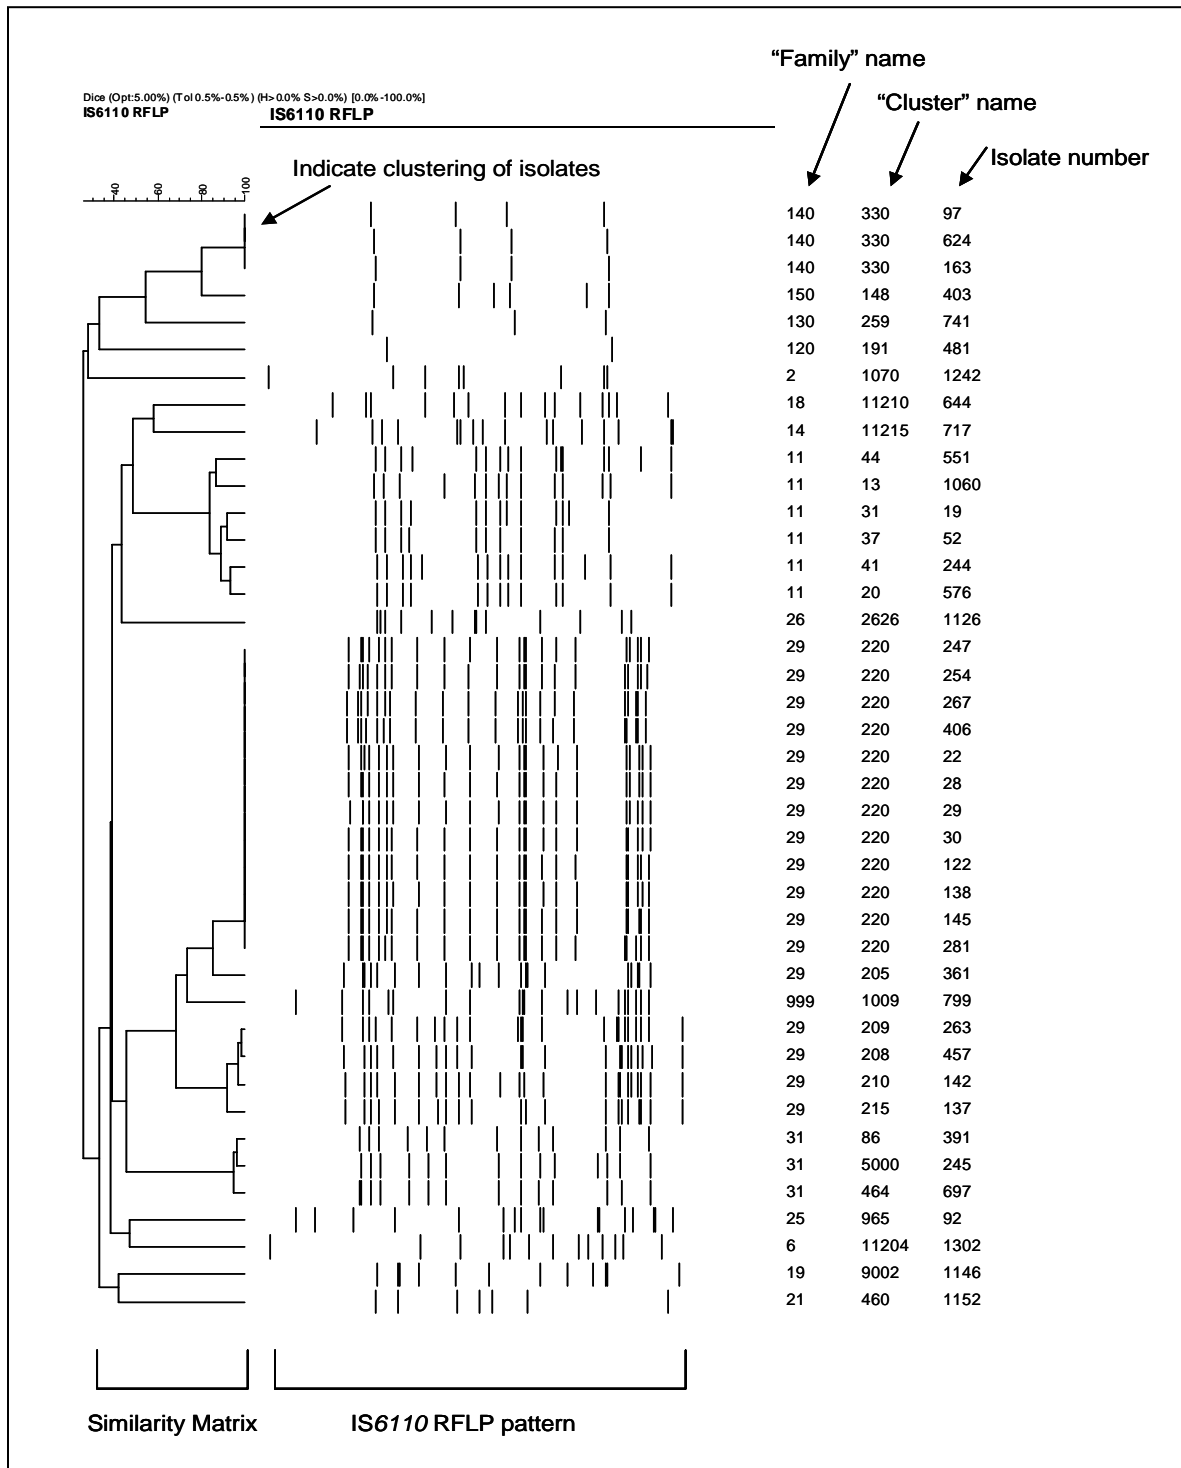 “Family” name
“Cluster” name
Isolate number
Dice (Opt:5.00%) (Tol 0.5%-0.5%) (H>0.0% S>0.0%) [0.0%-100.0%]
IS6110 RFLP IS6110 RFLP
Indicate clustering of isolates
40 60 80 100
140 330 97
140 330 624
140 330 163
150 148 403
130 259 741
120 191 481
2 1070 1242
18 11210 644
14 11215 717
11 44 551
11 13 1060
11 31 19
11 37 52
11 41 244
11 20 576
26 2626 1126
29 220 247
29 220 254
29 220 267
29 220 406
29 220 22
29 220 28
29 220 29
29 220 30
29 220 122
29 220 138
29 220 145
29 220 281
29 205 361
999 1009 799
29 209 263
29 208 457
29 210 142
29 215 137
31 86 391
31 5000 245
31 464 697
25 965 92
6 11204 1302
19 9002 1146
21 460 1152
Similarity Matrix IS6110 RFLP pattern